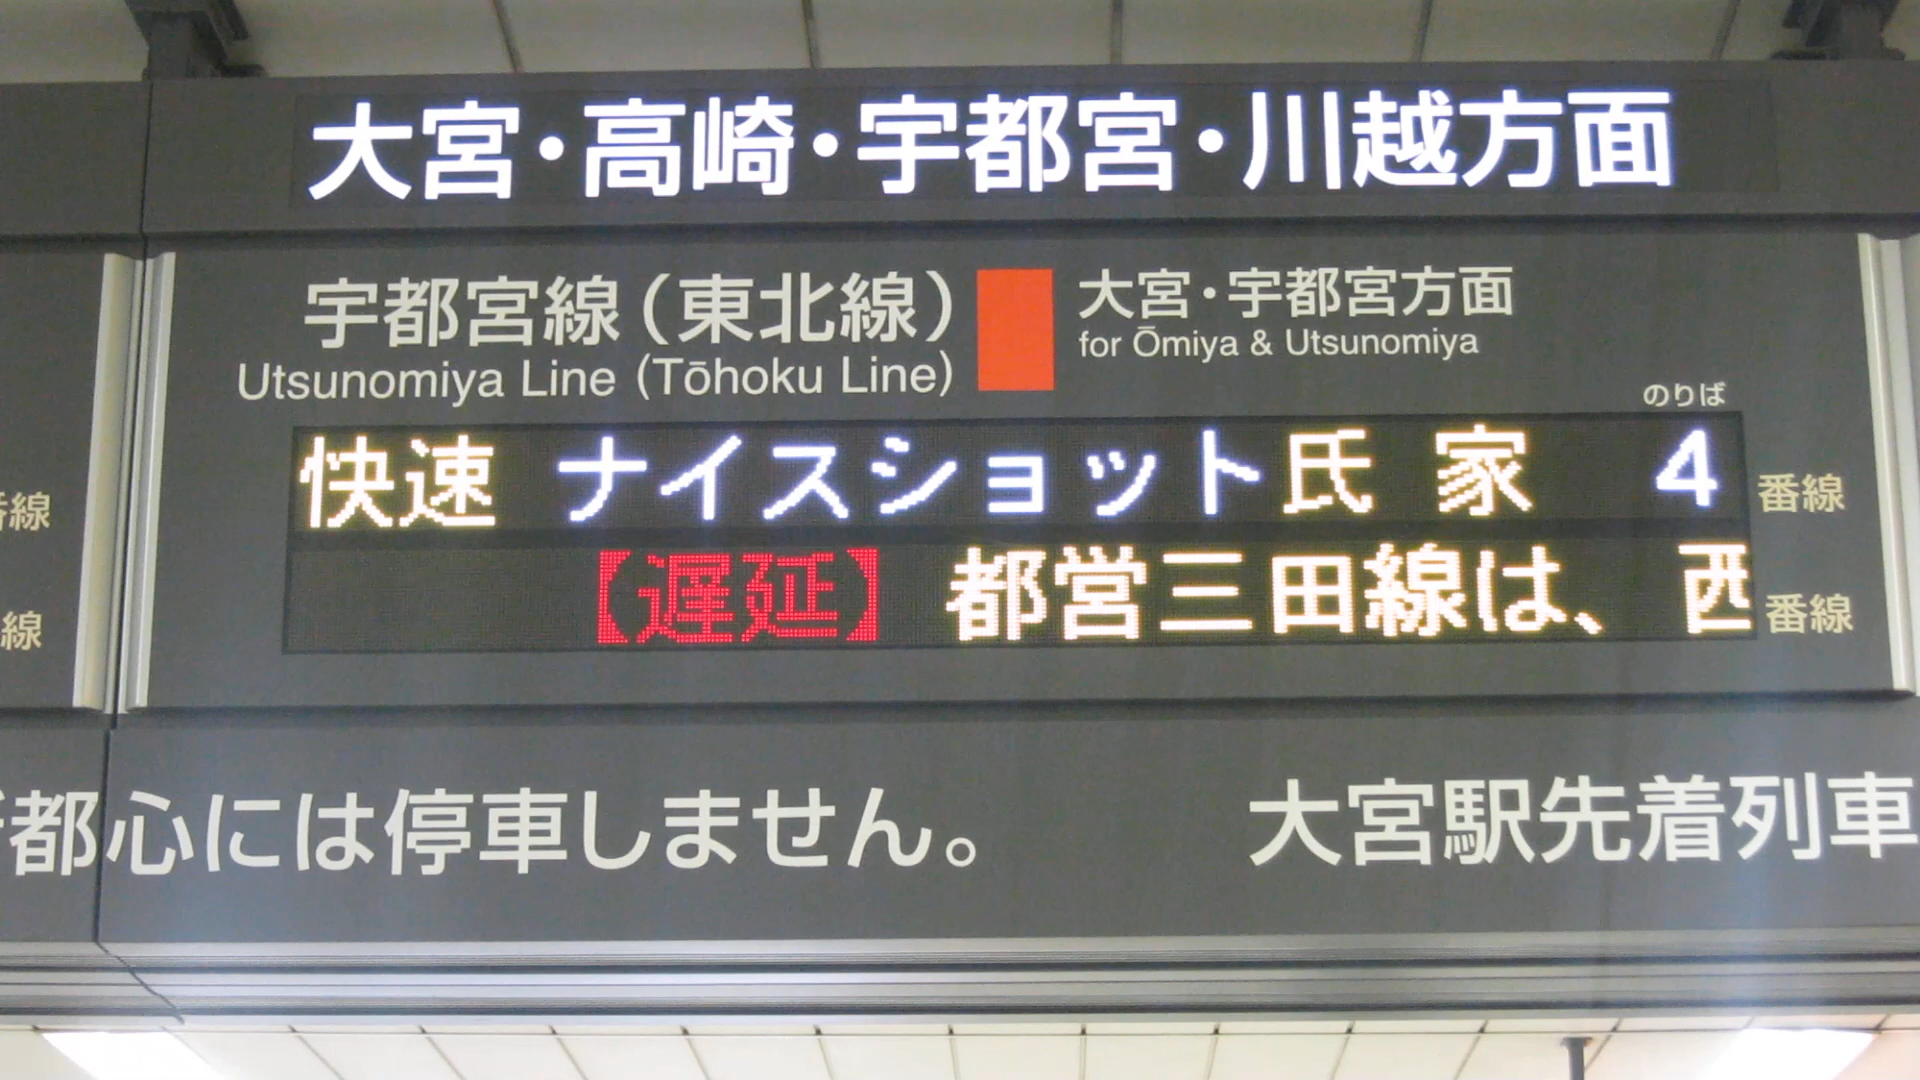 大宮・高崎・宇都宮・川越方面
宇都宮線（東北線） 大宮・宇都宮方面
Utsunomiya Line (Tōhoku Line) for Ōmiya & Utsunomiya
のりば
快速 ナイスショット 氏家 4 番線
番線
【遅延】 都営三田線は、 西
番線
線
都心には停車しません。 大宮駅先着列車